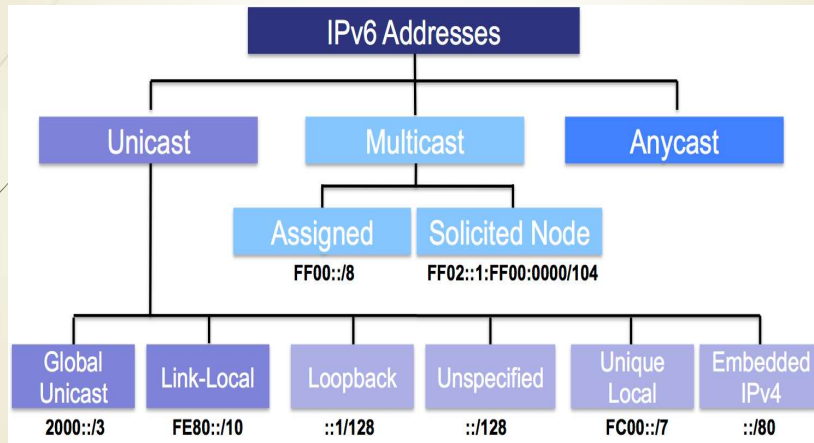 IPv6 Addresses
Unicast
Multicast
Anycast
Assigned
Solicited Node
FF00::/8
FF02::1:FF00:0000/104
Global
Unicast
Link-Local
Loopback
Unspecified
Unique
Local
Embedded
IPv4
2000::/3
FE80::/10
::1/128
::/128
FC00::/7
::/80